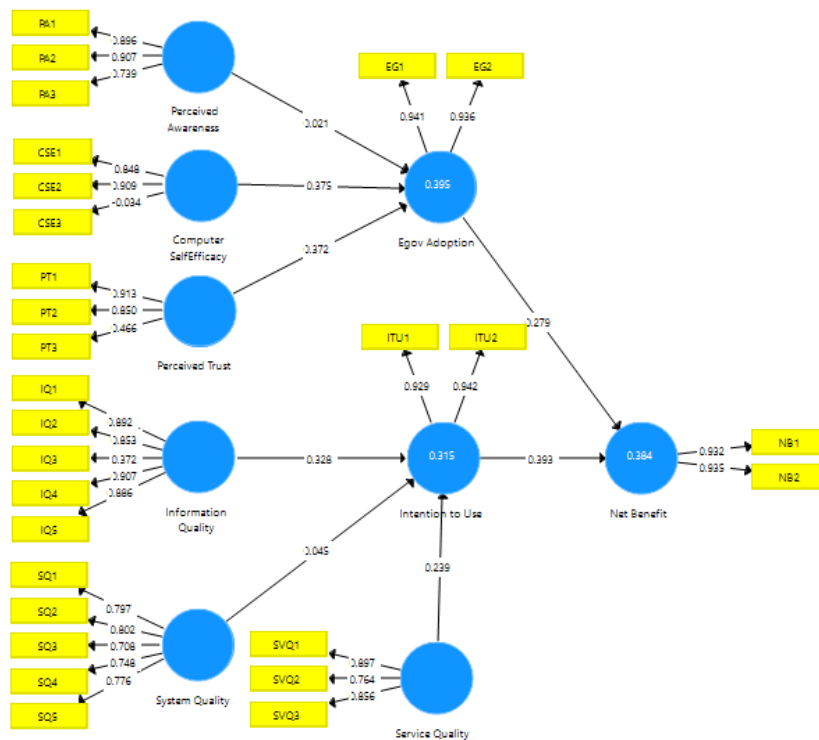 PA1
0.896
PA2
0.907
PA3
0.739
Perceived
Awareness
0.021
EG1
EG2
0.941
0.936
CSE1
0.848
CSE2
0.909
CSE3
-0.034
Computer
SelfEfficacy
0.375
0.395
Egov Adoption
PT1
0.913
PT2
0.850
PT3
0.466
Perceived Trust
0.372
0.279
ITU1
ITU2
0.929
0.942
IQ1
0.892
IQ2
0.853
IQ3
0.372
IQ4
0.907
IQ5
0.886
Information
Quality
0.328
0.315
Intention to Use
0.393
0.384
Net Benefit
0.932
NB1
0.935
NB2
SQ1
0.797
SQ2
0.802
SQ3
0.708
SQ4
0.748
SQ5
0.776
System Quality
0.045
0.239
SVQ1
0.897
SVQ2
0.764
SVQ3
0.856
Service Quality